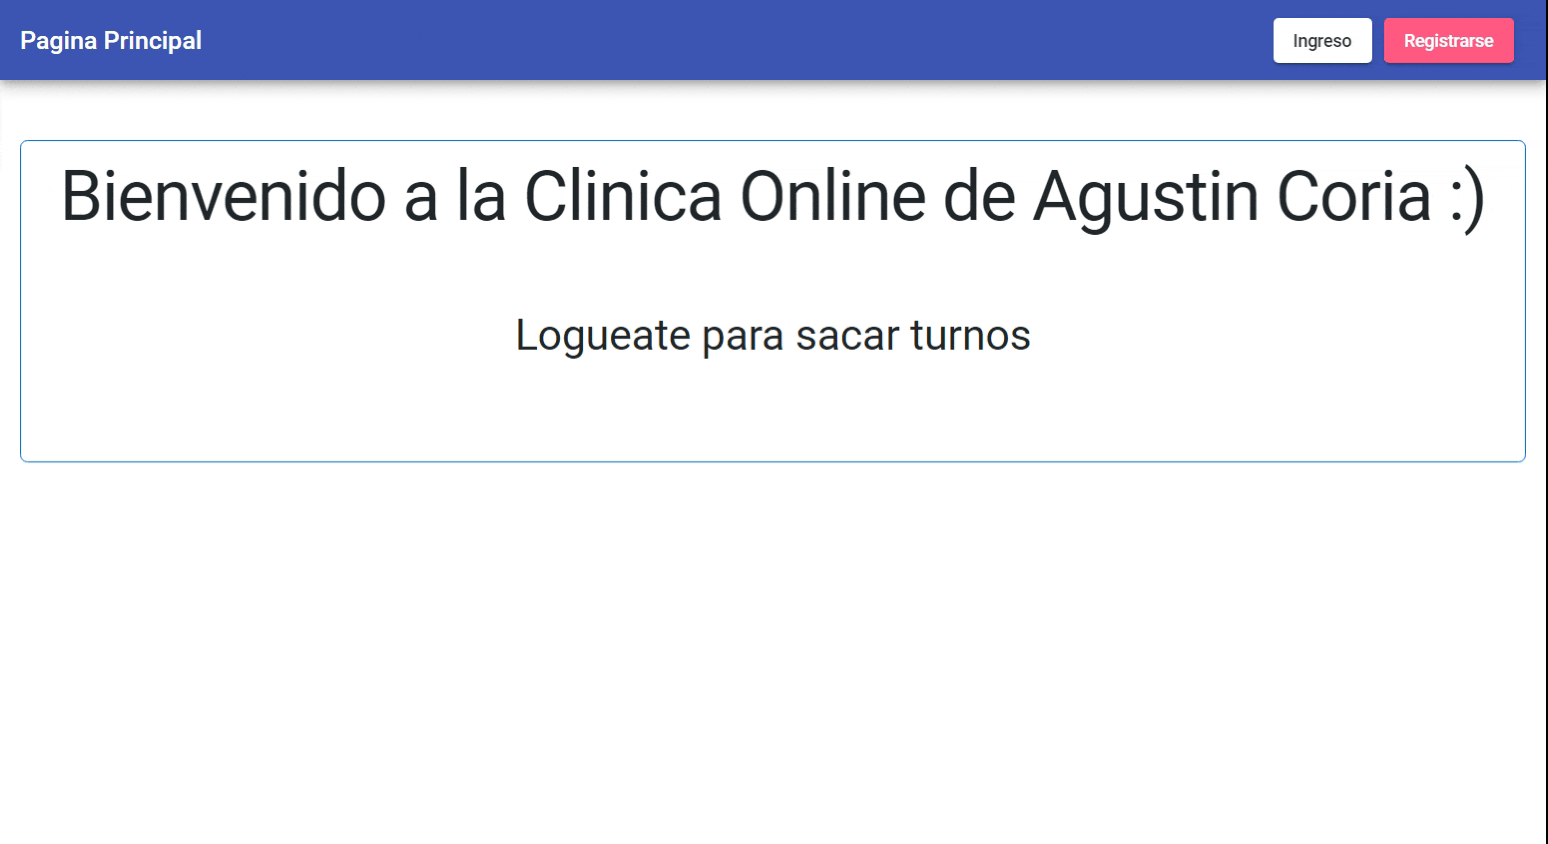 Pagina Principal
Ingreso
Registrarse
Bienvenido a la Clinica Online de Agustin Coria :)
Logueate para sacar turnos